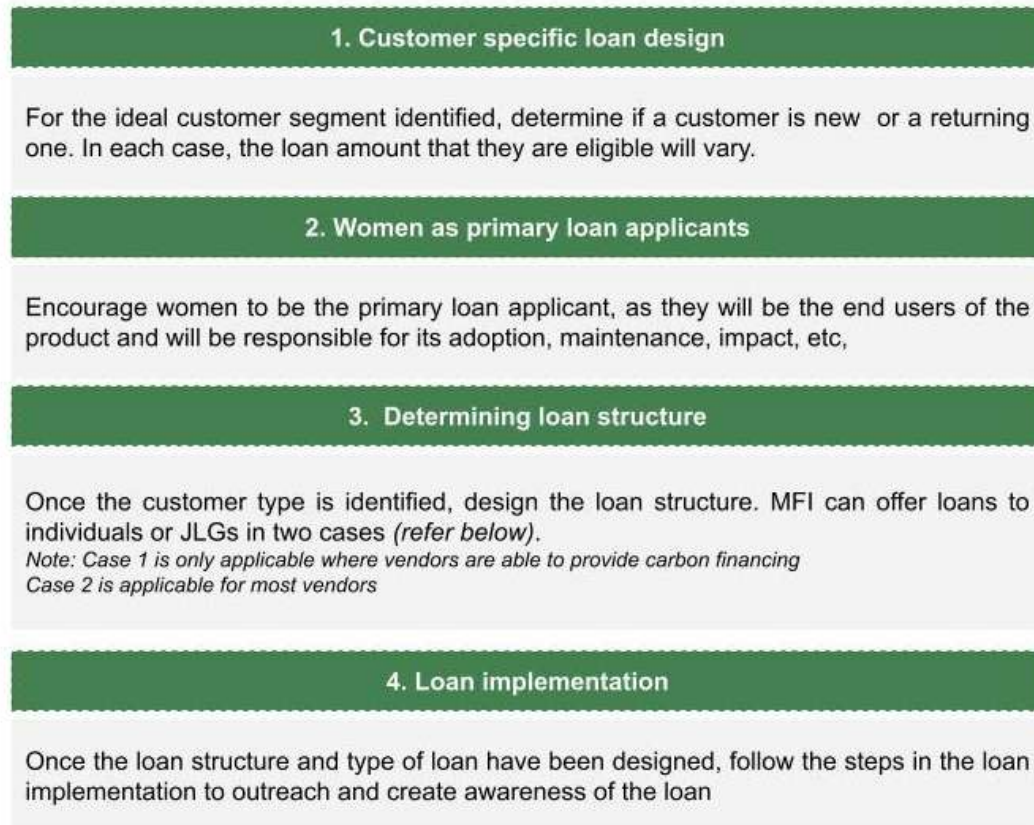 1. Customer specific loan design
For the ideal customer segment identified, determine if a customer is new or a returning
one. In each case, the loan amount that they are eligible will vary.
2. Women as primary loan applicants
Encourage women to be the primary loan applicant, as they will be the end users of the
product and will be responsible for its adoption, maintenance, impact, etc,
3. Determining loan structure
Once the customer type is identified, design the loan structure. MFI can offer loans to
individuals or JLGs in two cases (refer below).
Note: Case 1 is only applicable where vendors are able to provide carbon financing
Case 2 is applicable for most vendors
4. Loan implementation
Once the loan structure and type of loan have been designed, follow the steps in the loan
implementation to outreach and create awareness of the loan